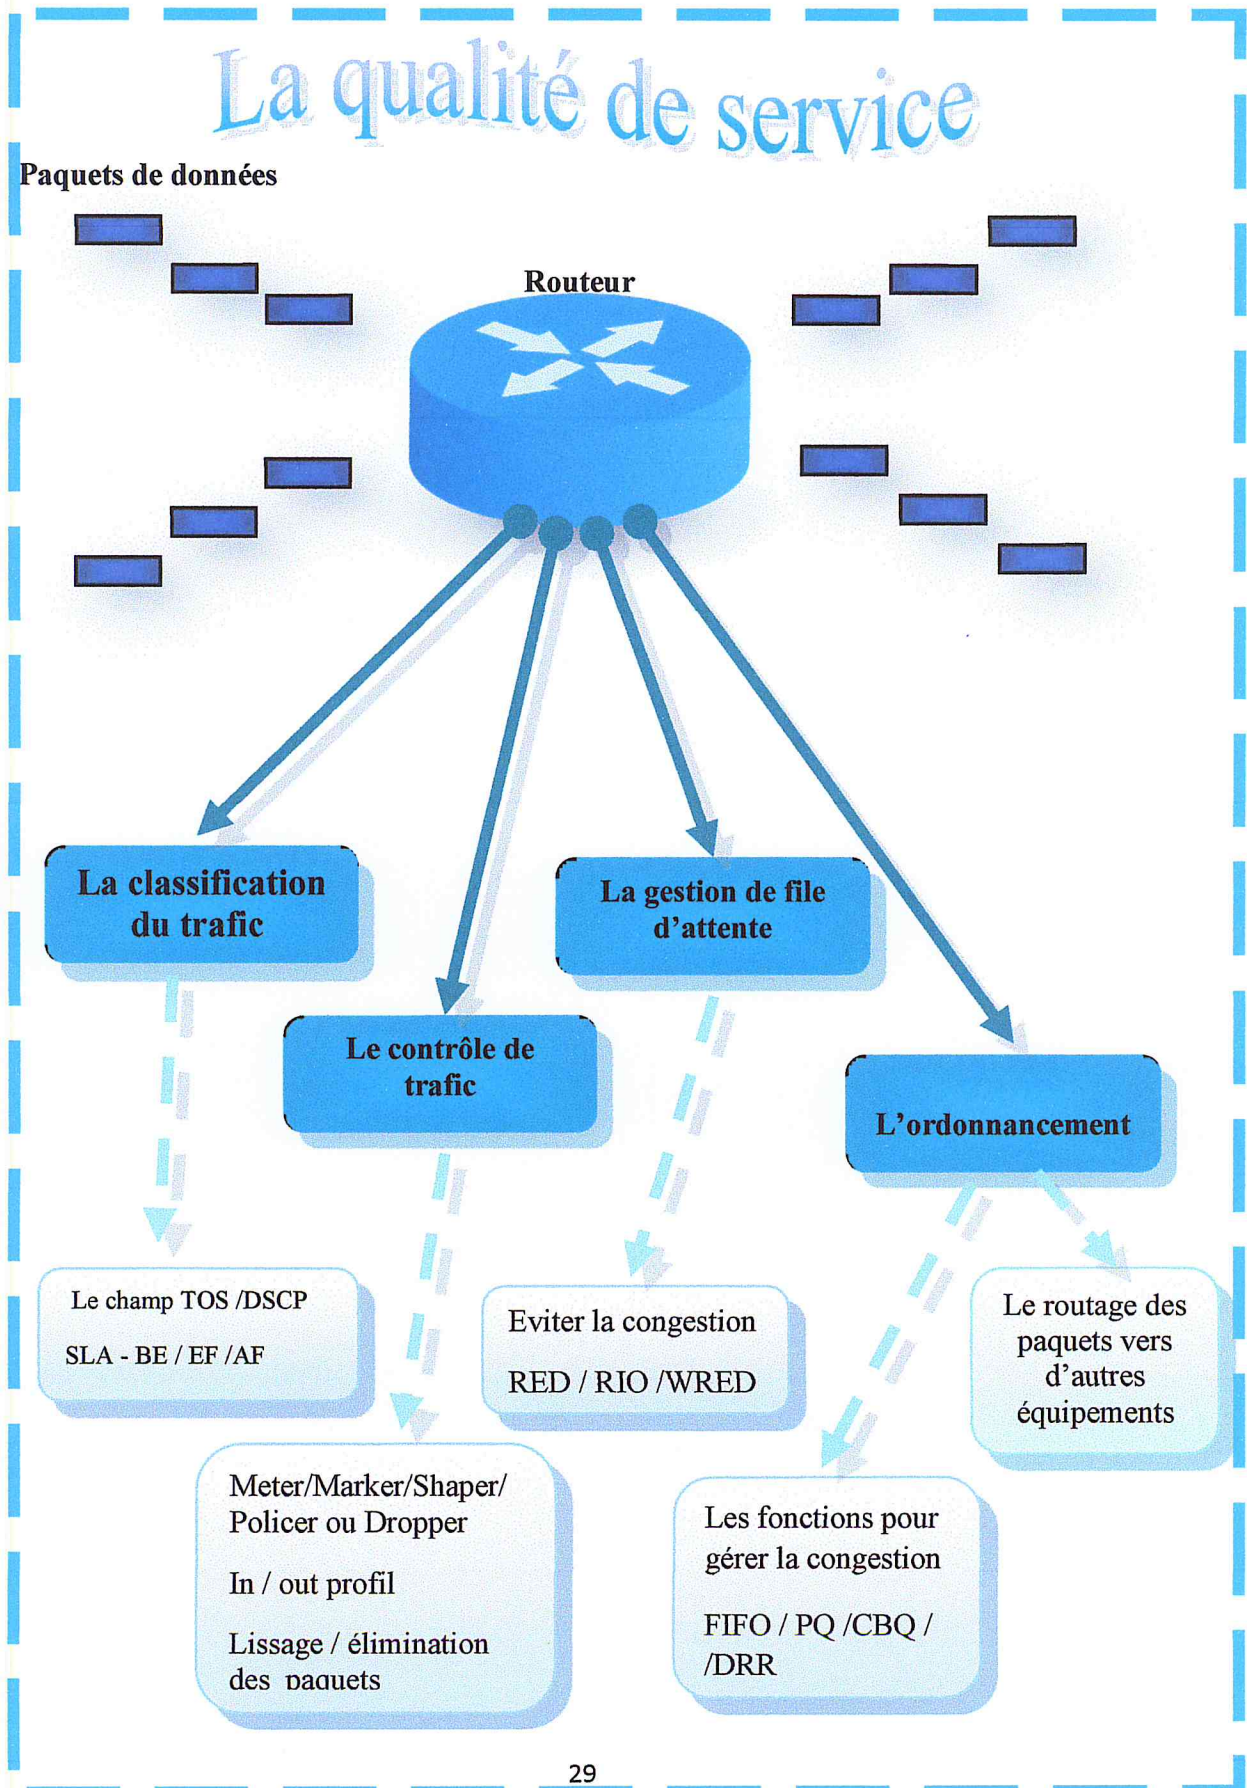 La qualité de service
Paquets de données
Routeur
La classification
du trafic
La gestion de file
d'attente
Le contrôle de
trafic
L'ordonnancement
Le champ TOS /DSCP
SLA - BE / EF /AF
Eviter la congestion
RED / RIO /WRED
Le routage des
paquets vers
d'autres
équipements
Meter/Marker/Shaper/
Policer ou Dropper
In / out profil
Lissage / élimination
des paquets
Les fonctions pour
gérer la congestion
FIFO / PQ /CBQ /
/DRR
29